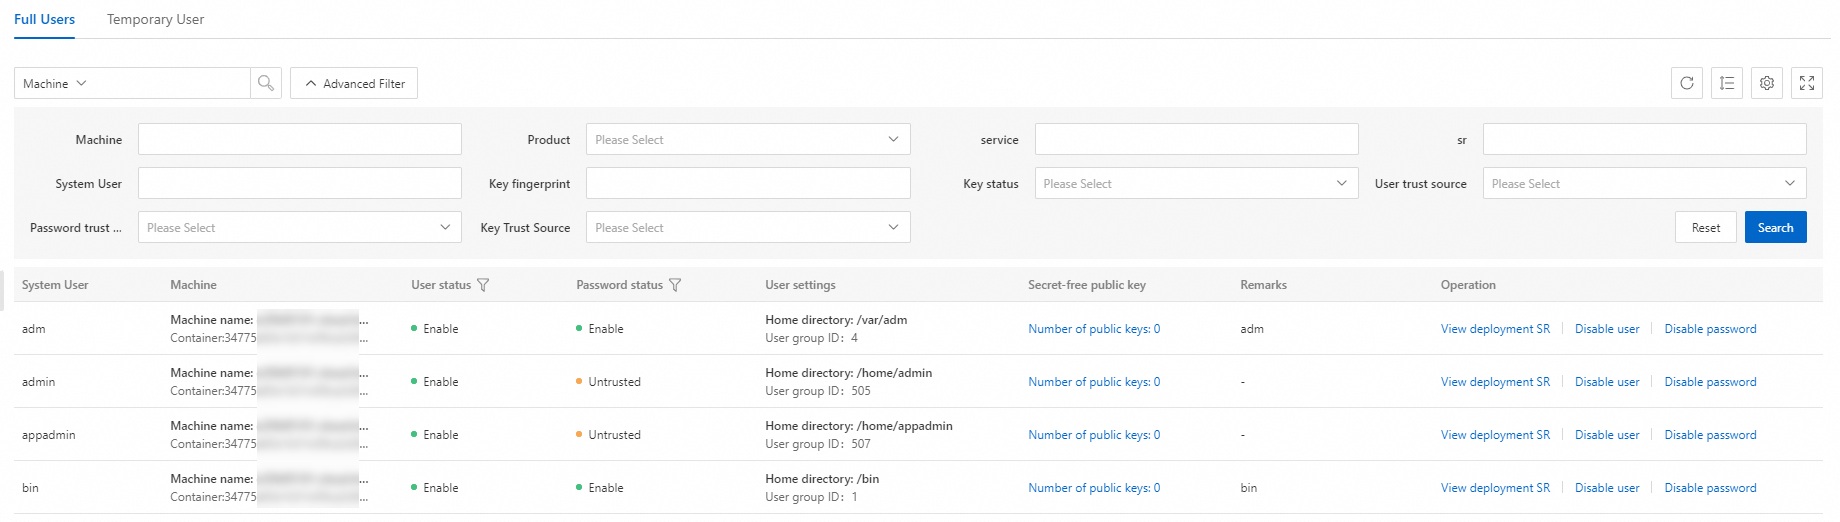 Full Users Temporary User
Machine Advanced Filter
Machine Product Please Select service sr
System User Key fingerprint Key status Please Select User trust source Please Select
Password trust ... Please Select Key Trust Source Please Select Reset Search
System User Machine User status Password status User settings Secret-free public key Remarks Operation
Machine name: ... Home directory: /var/adm
adm Enable Enable Number of public keys: 0 adm View deployment SR Disable user Disable password
Container:34775 ... User group ID: 4
Machine name: ... Home directory: /home/admin
admin Enable Untrusted Number of public keys: 0 - View deployment SR Disable user Disable password
Container:34775 ... User group ID: 505
Machine name: ... Home directory: /home/appadmin
appadmin Enable Untrusted Number of public keys: 0 - View deployment SR Disable user Disable password
Container:34775 ... User group ID: 507
Machine name: ... Home directory: /bin
bin Enable Enable Number of public keys: 0 bin View deployment SR Disable user Disable password
Container:34775 ... User group ID: 1